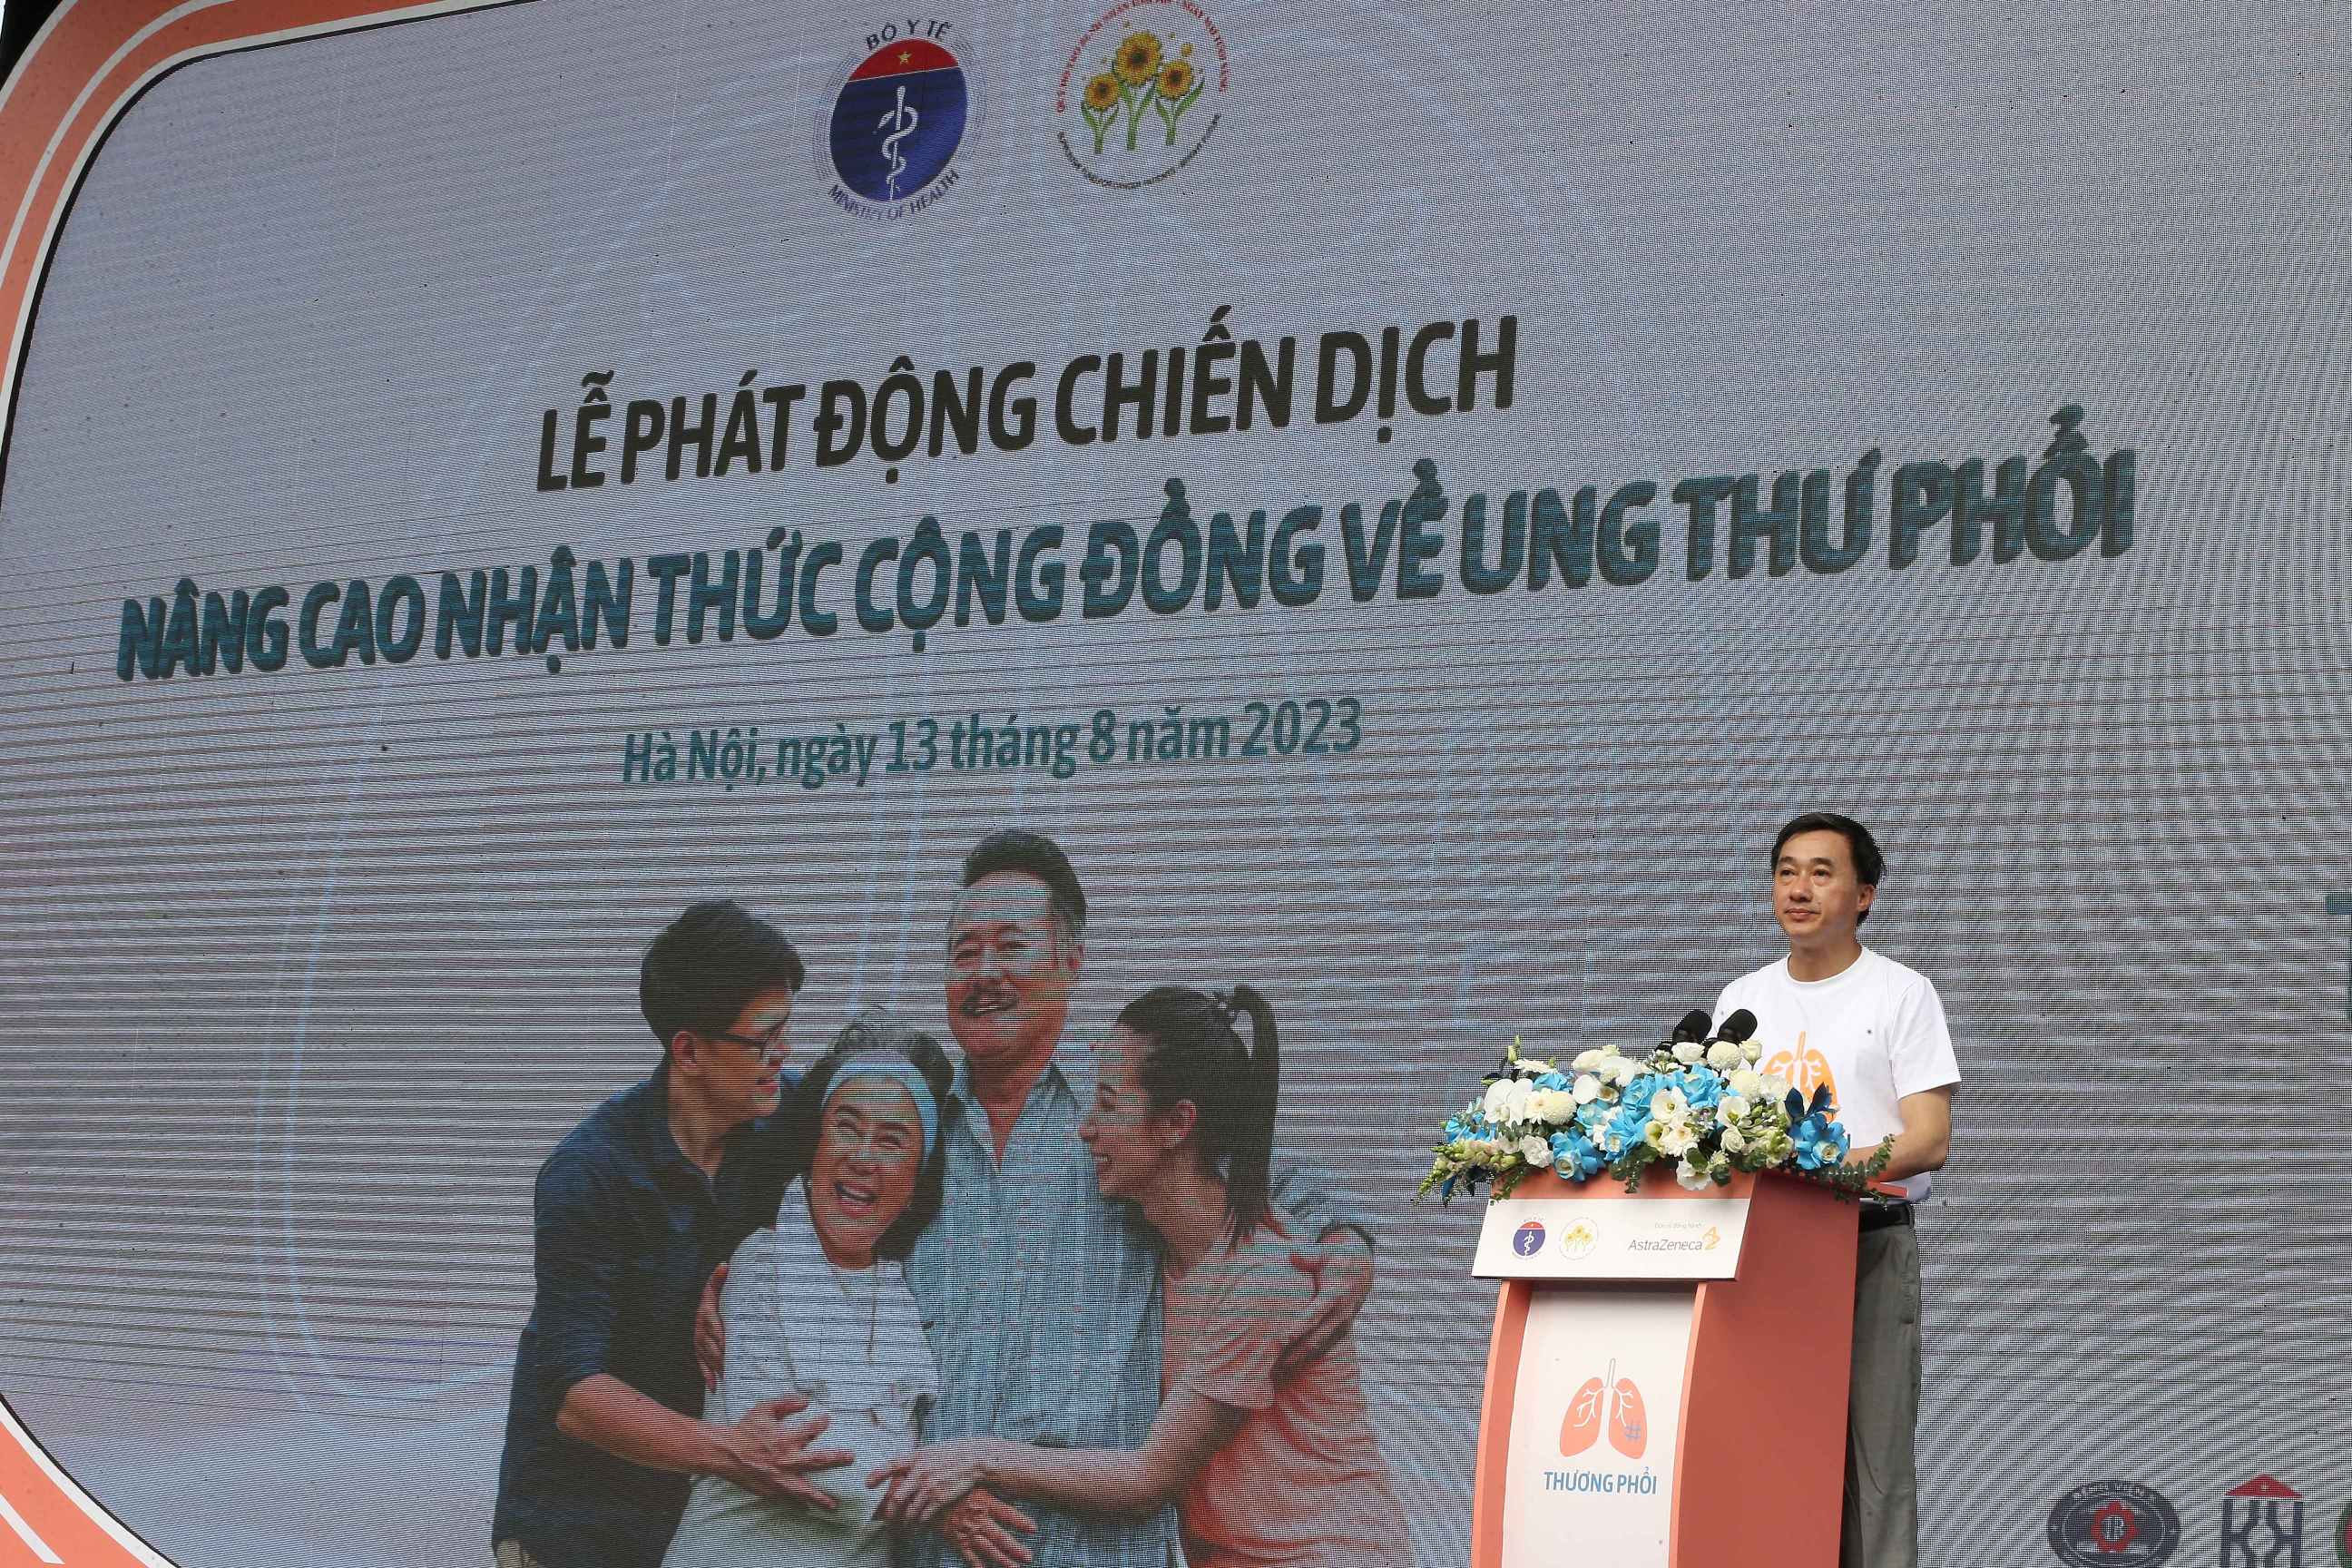 BỘ Y TẾ
MINISTRY OF HEALTH
LỄ PHÁT ĐỘNG CHIẾN DỊCH
NÂNG CAO NHẬN THỨC CỘNG ĐỒNG VỀ UNG THƯ PHỔI
Hà Nội, ngày 13 tháng 8 năm 2023
AstraZeneca
#
THƯƠNG PHỔI